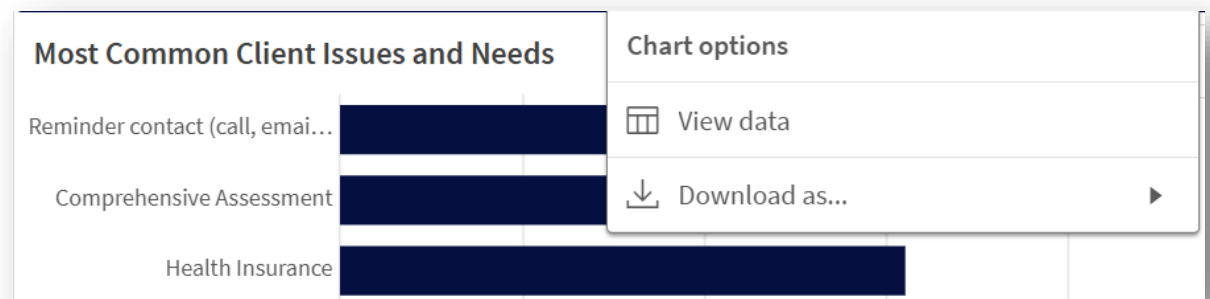 Most Common Client Issues and Needs
Chart options
Reminder contact (call, emai...
View data
Comprehensive Assessment
Download as...
Health Insurance